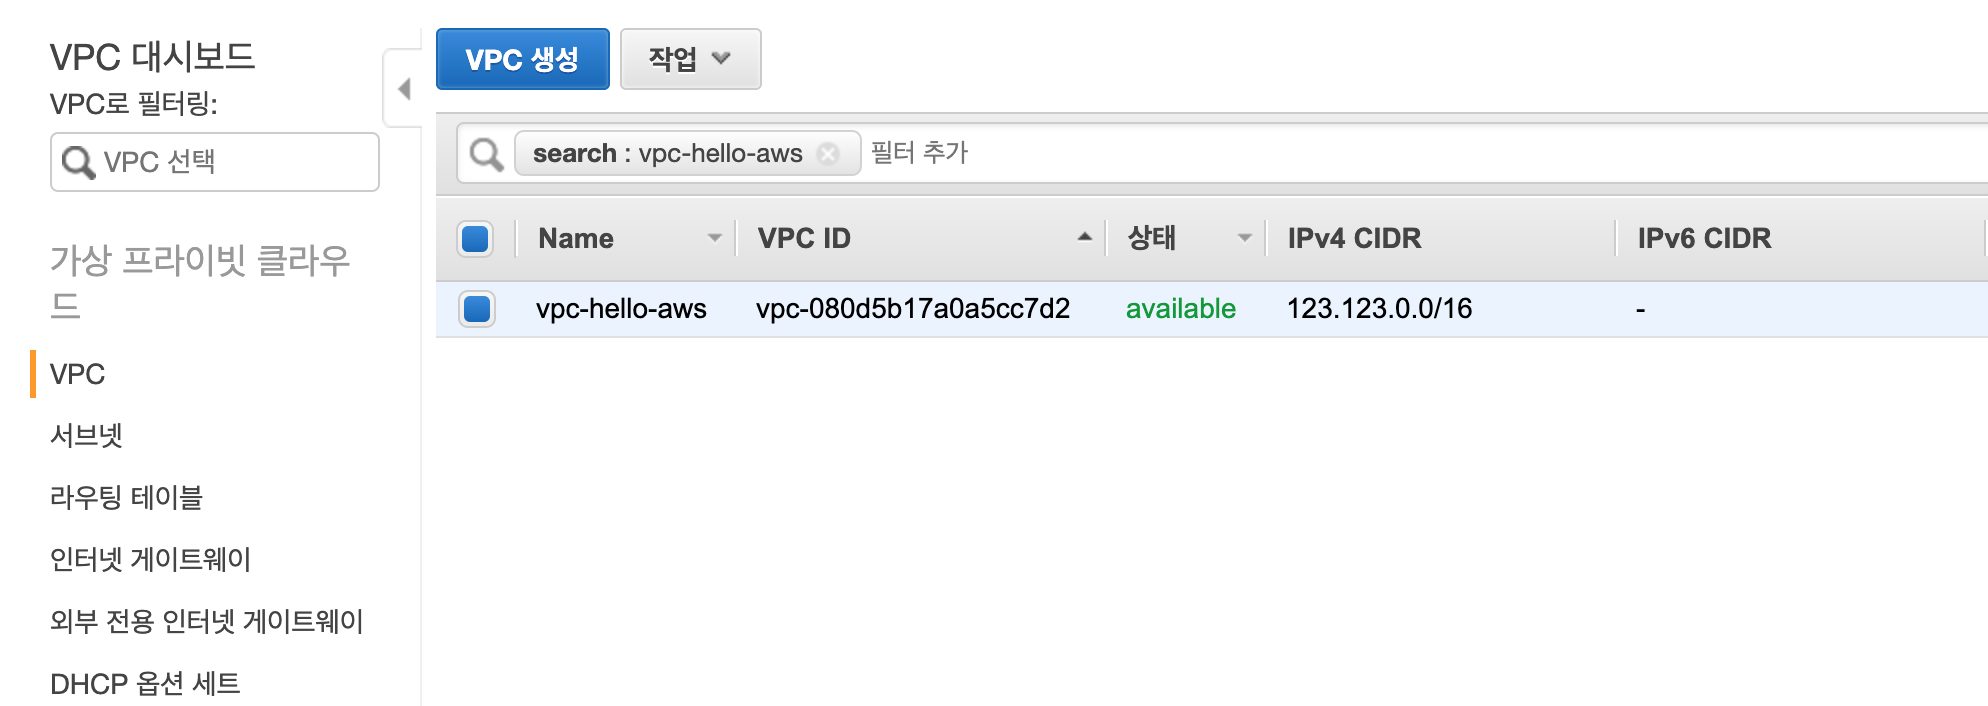 VPC 대시보드
VPC로 필터링:
VPC 선택
가상 프라이빗 클라우
드
VPC
서브넷
라우팅 테이블
인터넷 게이트웨이
외부 전용 인터넷 게이트웨이
DHCP 옵션 세트
VPC 생성 작업
search : vpc-hello-aws 필터 추가
Name VPC ID 상태 IPv4 CIDR IPv6 CIDR
vpc-hello-aws vpc-080d5b17a0a5cc7d2 available 123.123.0.0/16 -